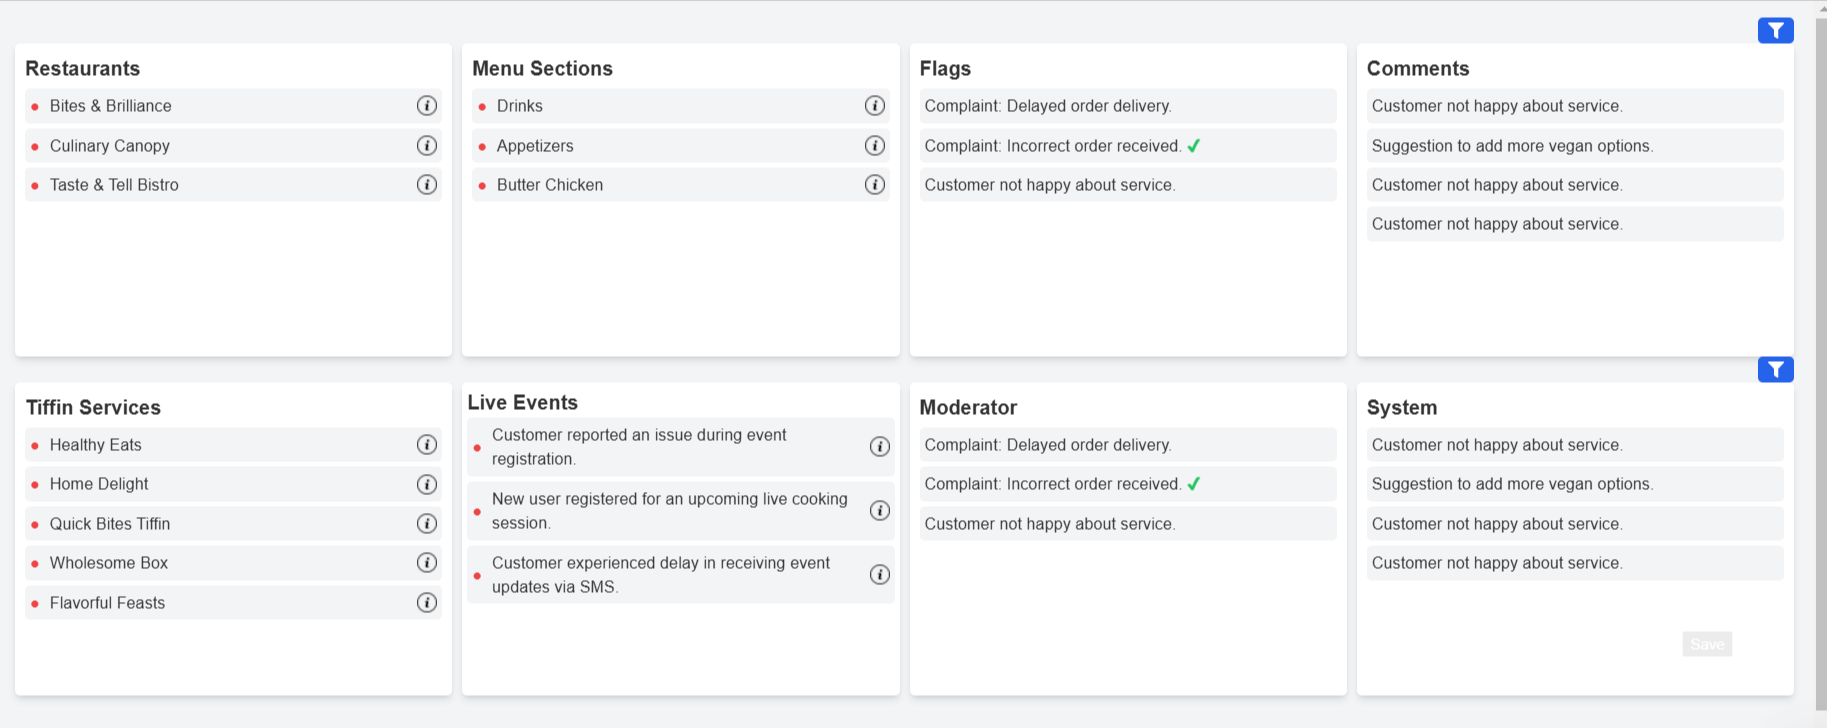 Restaurants
Bites & Brilliance
Culinary Canopy
Taste & Tell Bistro
Menu Sections
Drinks
Appetizers
Butter Chicken
Flags
Complaint: Delayed order delivery.
Complaint: Incorrect order received. ✓
Customer not happy about service.
Comments
Customer not happy about service.
Suggestion to add more vegan options.
Customer not happy about service.
Customer not happy about service.
Tiffin Services
Healthy Eats
Home Delight
Quick Bites Tiffin
Wholesome Box
Flavorful Feasts
Live Events
Customer reported an issue during event
registration.
New user registered for an upcoming live cooking
session.
Customer experienced delay in receiving event
updates via SMS.
Moderator
Complaint: Delayed order delivery.
Complaint: Incorrect order received. ✓
Customer not happy about service.
System
Customer not happy about service.
Suggestion to add more vegan options.
Customer not happy about service.
Customer not happy about service.
Save